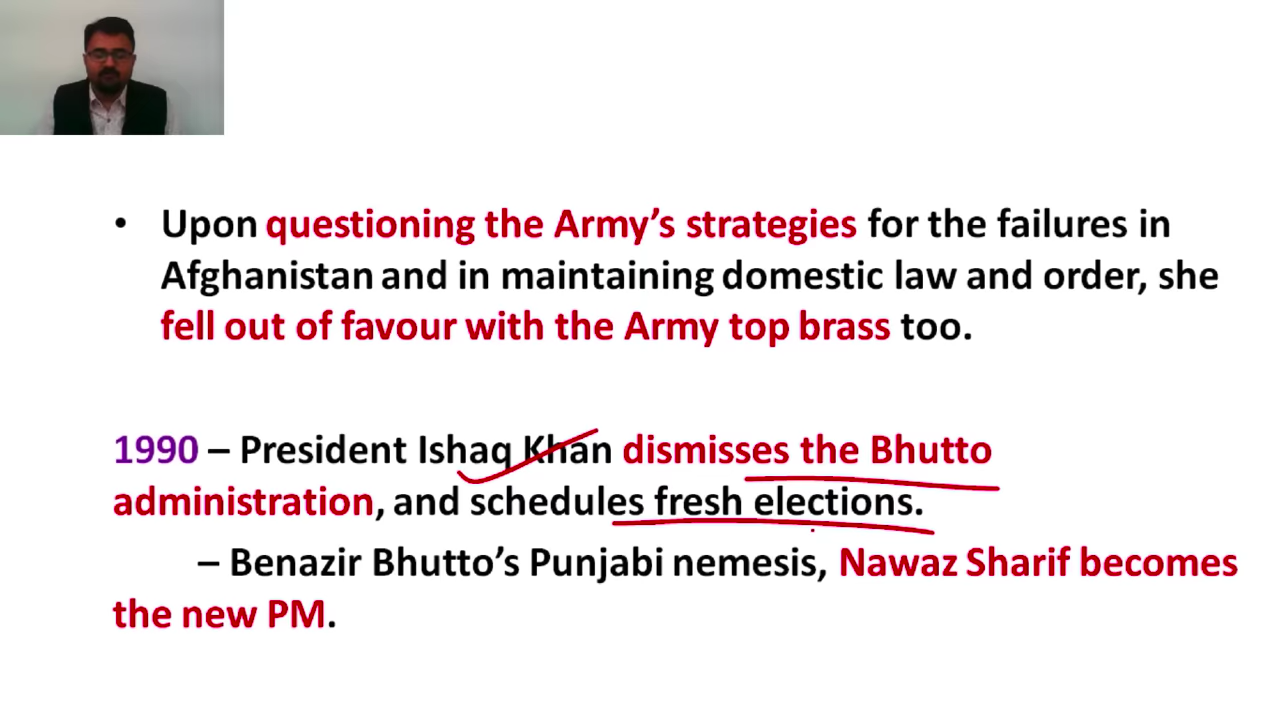 • Upon questioning the Army's strategies for the failures in
Afghanistan and in maintaining domestic law and order, she
fell out of favour with the Army top brass too.
1990 – President Ishaq Khan dismisses the Bhutto
administration, and schedules fresh elections.
– Benazir Bhutto's Punjabi nemesis, Nawaz Sharif becomes
the new PM.